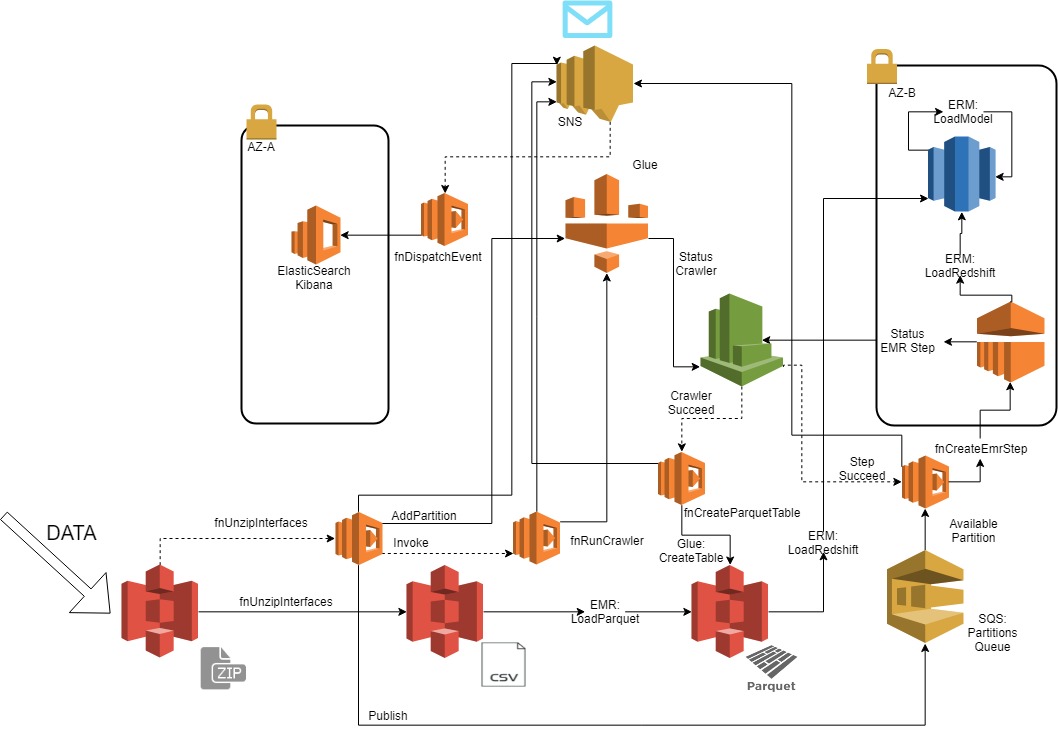 SNS
AZ-B
ERM:
LoadModel
AZ-A
Glue
ElasticSearch
Kibana
fnDispatchEvent
Status
Crawler
ERM:
LoadRedshift
Status
EMR Step
Crawler
Succeed
fnCreateEmrStep
Step
Succeed
DATA
fnUnzipInterfaces
AddPartition
Invoke
fnRunCrawler
fnCreateParquetTable
Glue:
CreateTable
ERM:
LoadRedshift
Available
Partition
fnUnzipInterfaces
EMR:
LoadParquet
SQS:
Partitions
Queue
ZIP
CSV
Parquet
Publish